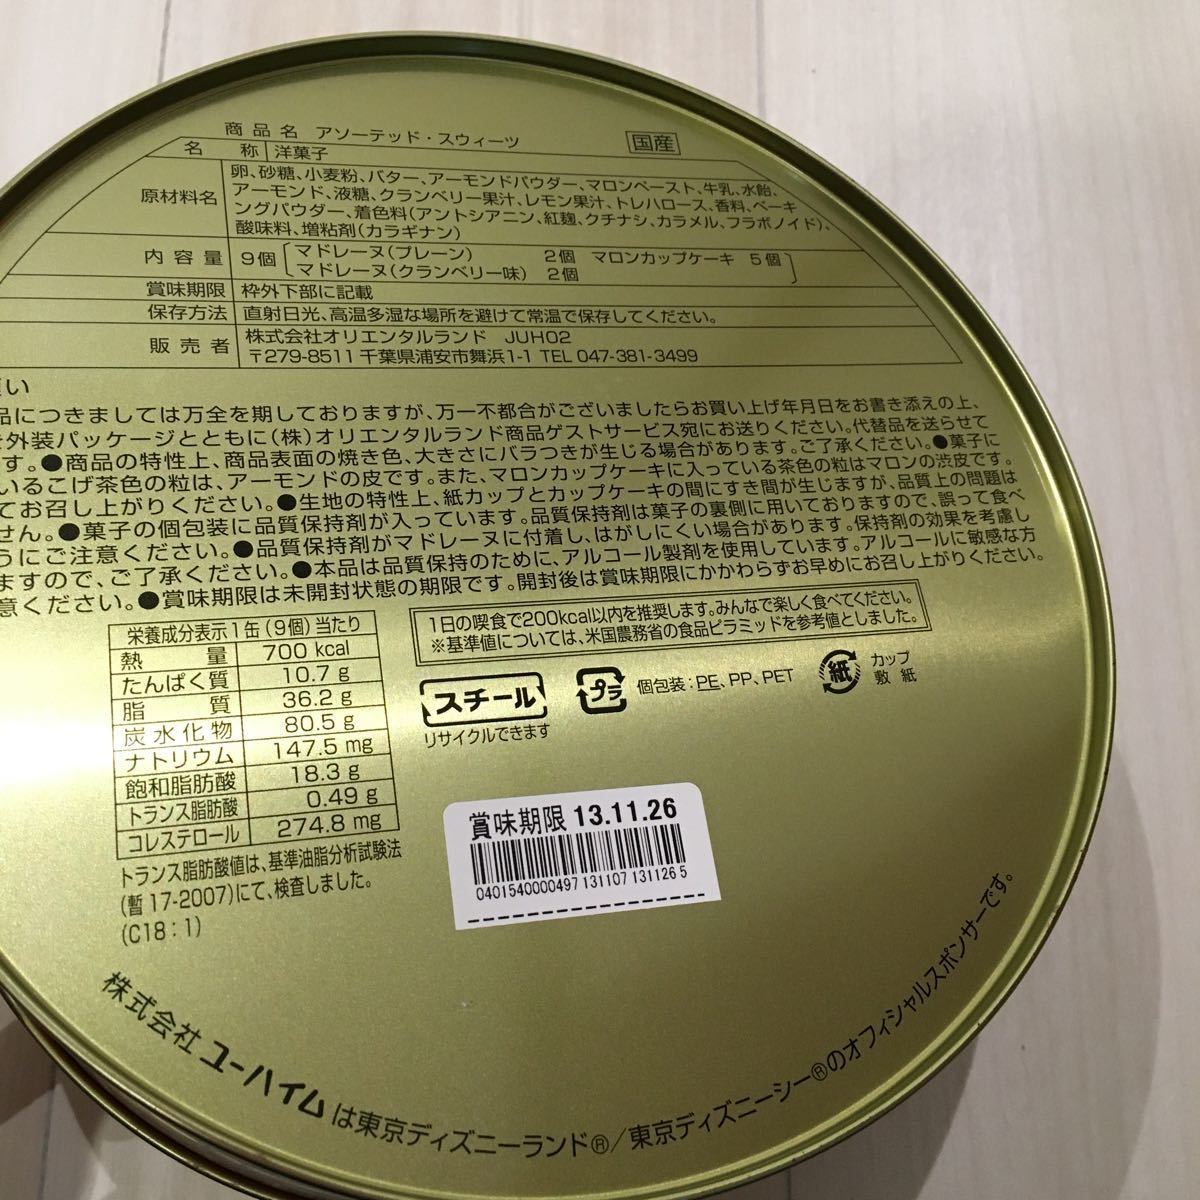 商品名 アソーテッド・スウィーツ 国産
名称 洋菓子
原材料名 卵、砂糖、小麦粉、バター、アーモンドパウダー、マロンペースト、牛乳、水飴、
アーモンド、液糖、クランベリー果汁、レモン果汁、トレハロース、香料、ベーキ
ングパウダー、着色料(アントシアニン、紅麹、クチナシ、カラメル、フラボノイド)、
酸味料、増粘剤(カラギナン)
内容量 9個 マドレーヌ(プレーン) 2個 マロンカップケーキ 5個
マドレーヌ(クランベリー味) 2個
賞味期限 枠外下部に記載
保存方法 直射日光、高温多湿な場所を避けて常温で保存してください。
販売者 株式会社オリエンタルランド JUH02
〒279-8511 千葉県浦安市舞浜1-1 TEL 047-381-3499
い
品につきましては万全を期しておりますが、万一不都合がございましたらお買い上げ年月日をお書き添えの上、
を外装パッケージとともに(株)オリエンタルランド商品ゲストサービス宛にお送りください。代替品を送らせて
す。●商品の特性上、商品表面の焼き色、大きさにバラつきが生じる場合があります。ご了承ください。●菓子に
いるこげ茶色の粒は、アーモンドの皮です。また、マロンカップケーキに入っている茶色の粒はマロンの渋皮です。
てお召し上がりください。●生地の特性上、紙カップとカップケーキの間にすき間が生じますが、品質上の問題は
せん。●菓子の個包装に品質保持剤が入っています。品質保持剤は菓子の裏側に用いておりますので、誤って食べ
うにご注意ください。●品質保持剤がマドレーヌに付着し、はがしにくい場合があります。保持剤の効果を考慮し
ますので、ご了承ください。●本品は品質保持のために、アルコール製剤を使用しています。アルコールに敏感な方
意ください。●賞味期限は未開封状態の期限です。開封後は賞味期限にかかわらずお早めにお召し上がりください。
栄養成分表示1缶(9個)当たり
熱量 700 kcal
たんぱく質 10.7 g
脂質 36.2 g
炭水化物 80.5 g
ナトリウム 147.5 mg
飽和脂肪酸 18.3 g
トランス脂肪酸 0.49 g
コレステロール 274.8 mg
トランス脂肪酸値は、基準油脂分析試験法
(暫17-2007)にて、検査しました。
(C18:1)
1日の喫食で200kcal以内を推奨します。みんなで楽しく食べてください。
※基準値については、米国農務省の食品ピラミッドを参考値としました。
スチール
リサイクルできます
プラ 個包装:PE、PP、PET
紙 カップ
敷紙
賞味期限 13.11.26
0401540000497 131107 131126 5
株式会社ユーハイムは東京ディズニーランド®/東京ディズニーシー®のオフィシャルスポンサーです。